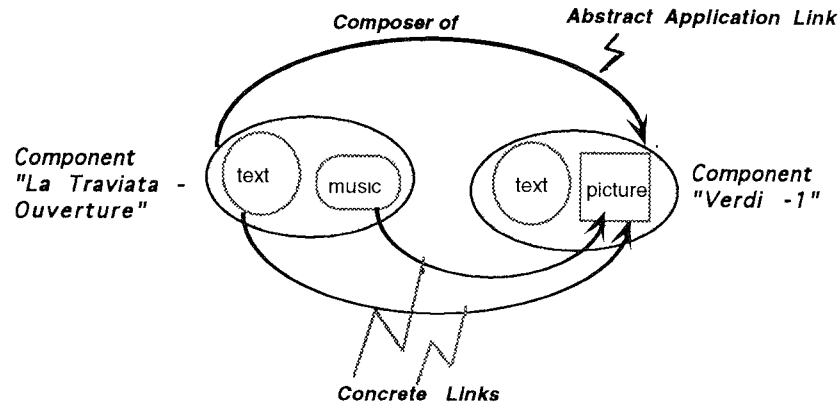 Composer of
Abstract Application Link
Component
"La Traviata -
Ouverture"
text
music
text
picture
Component
"Verdi -1"
Concrete Links